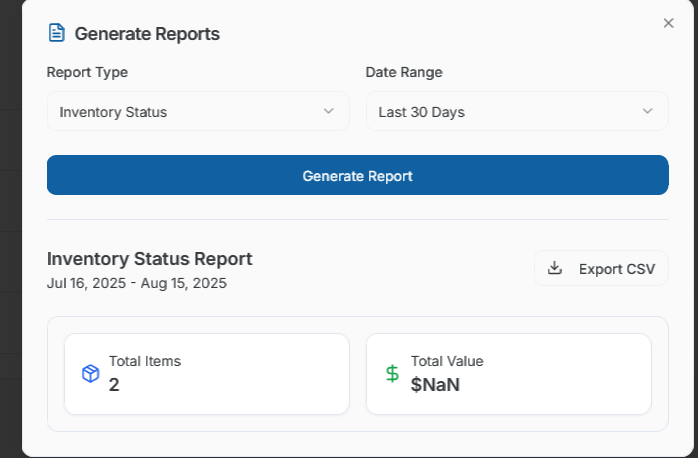 Generate Reports
Report Type
Date Range
Inventory Status
Last 30 Days
Generate Report
Inventory Status Report
Jul 16, 2025 - Aug 15, 2025
Export CSV
Total Items
2
Total Value
$NaN